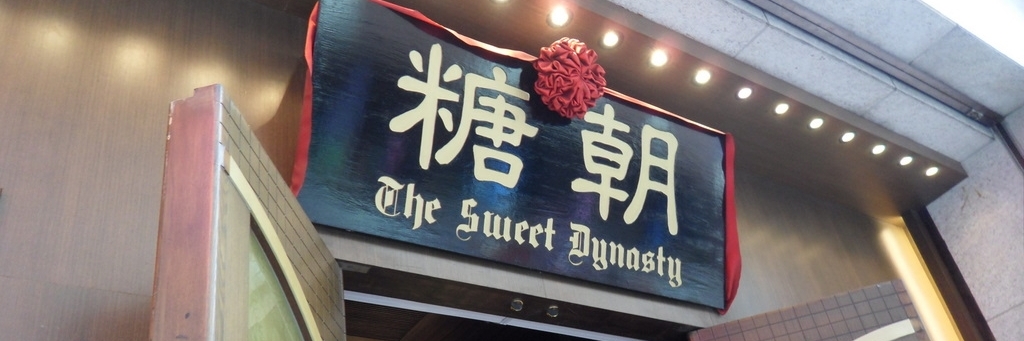 糖朝
The Sweet Dynasty